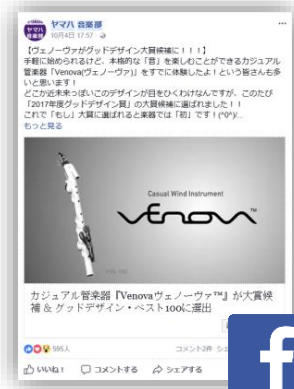 ヤマハ 音楽部
10月4日 17:57
【ヴェノーヴァがグッドデザイン大賞候補に！！！】
手軽に始められるけど、本格的な「音」を楽しむことができるカジュアル
管楽器「Venova(ヴェノーヴァ)」をすでに体験したよ！という皆さんも多
いと思います！
どこか近未来っぽいこのデザインが目をひくわけなんですが、このたび
「2017年度グッドデザイン賞」の大賞候補に選ばれました！！
これで「もし」大賞に選ばれると楽器では「初」です！(^0^)/...
もっと見る
Casual Wind Instrument
venova™
カジュアル管楽器『Venovaヴェノーヴァ™』が大賞候
補 & グッドデザイン・ベスト100に選出
595人
コメント2件
いいね！
コメントする
シェアする
f